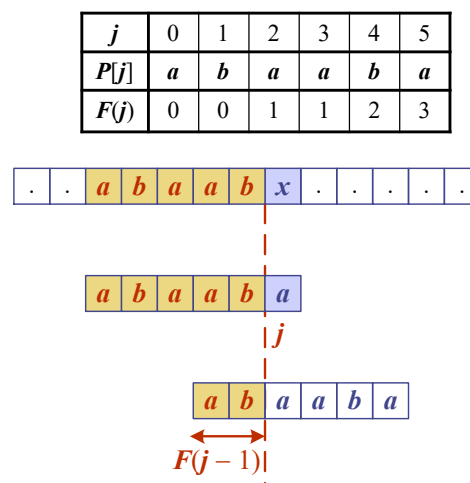 j 0 1 2 3 4 5
P[j] a b a a b a
F(j) 0 0 1 1 2 3
. . a b a a b x . . . . .
a b a a b a
j
a b a a b a
F(j − 1)